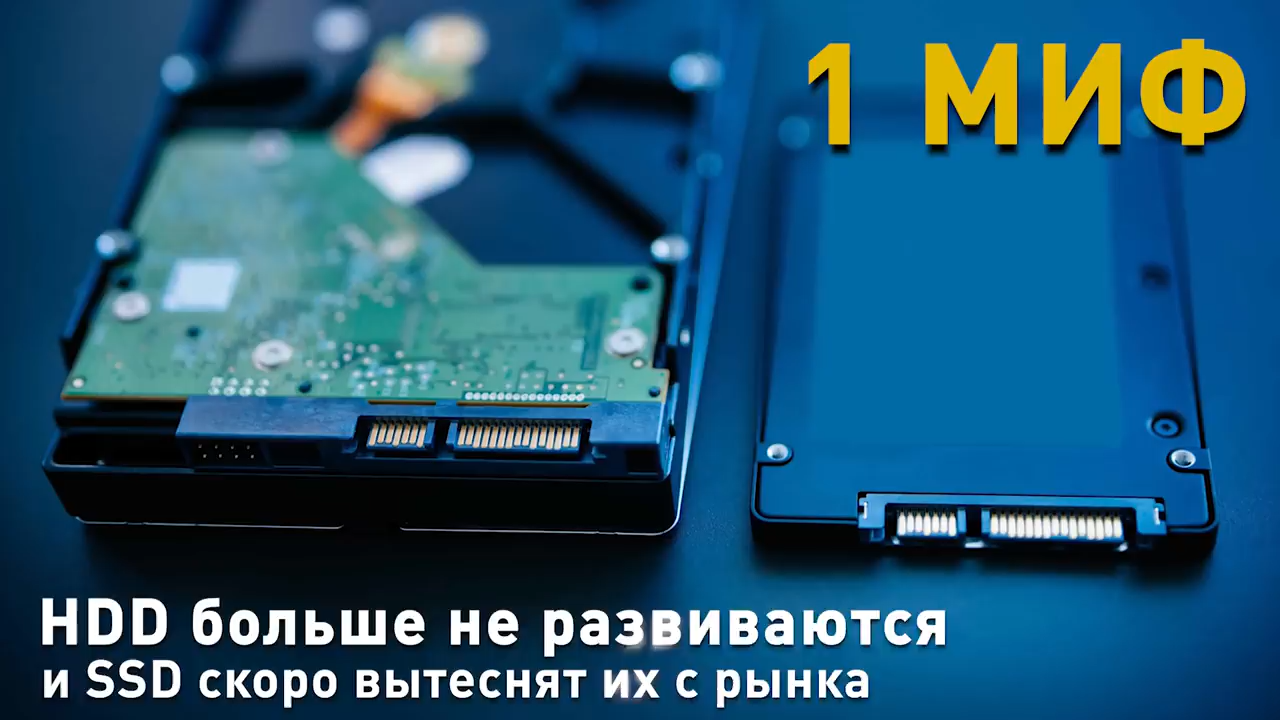 1 МИФ
HDD больше не развиваются
и SSD скоро вытеснят их с рынка